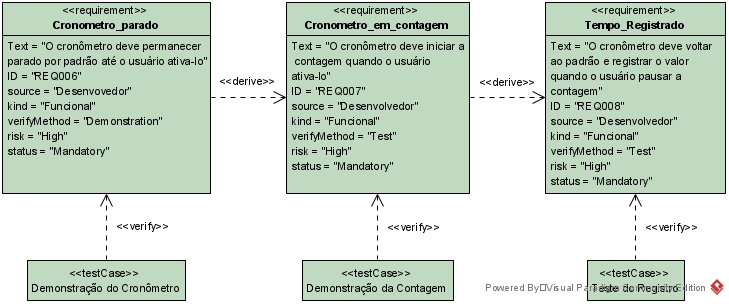 <<requirement>>
Cronometro_parado
Text = "O cronômetro deve permanecer
parado por padrão até o usuário ativa-lo"
ID = "REQ006"
source = "Desenvovedor"
kind = "Funcional"
verifyMethod = "Demonstration"
risk = "High"
status = "Mandatory"
<<derive>>
<<requirement>>
Cronometro_em_contagem
Text = "O cronômetro deve iniciar a
contagem quando o usuário
ativa-lo"
ID = "REQ007"
source = "Desenvolvedor"
kind = "Funcional"
verifyMethod = "Test"
risk = "High"
status = "Mandatory"
<<derive>>
<<requirement>>
Tempo_Registrado
Text = "O cronômetro deve voltar
ao padrão e registrar o valor
quando o usuário pausar a
contagem"
ID = "REQ008"
source = "Desenvolvedor"
kind = "Funcional"
verifyMethod = "Test"
risk = "High"
status = "Mandatory"
<<verify>>
<<verify>>
<<verify>>
<<testCase>>
Demonstração do Cronômetro
<<testCase>>
Demonstração da Contagem
<<testCase>>
Teste do Registro
Powered By Visual Paradigm Community Edition